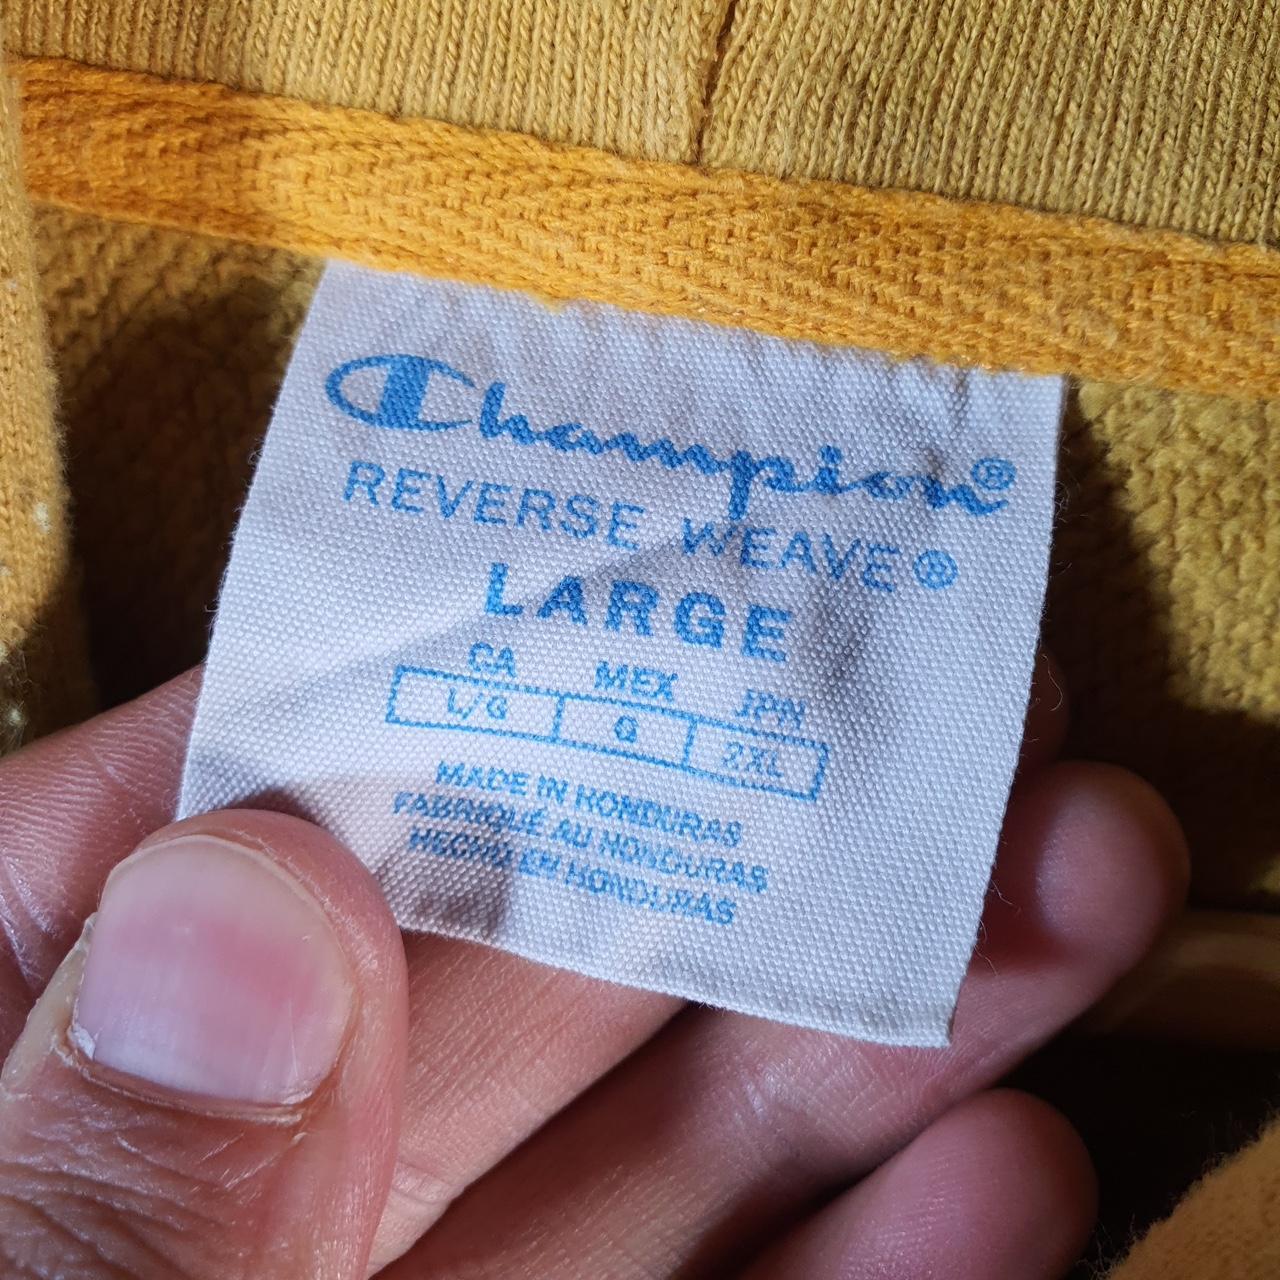 Champion®
REVERSE WEAVE®
LARGE
CA MEX JPN
L/G G 2XL
MADE IN HONDURAS
FABRIQUÉ AU HONDURAS
HECHO EN HONDURAS